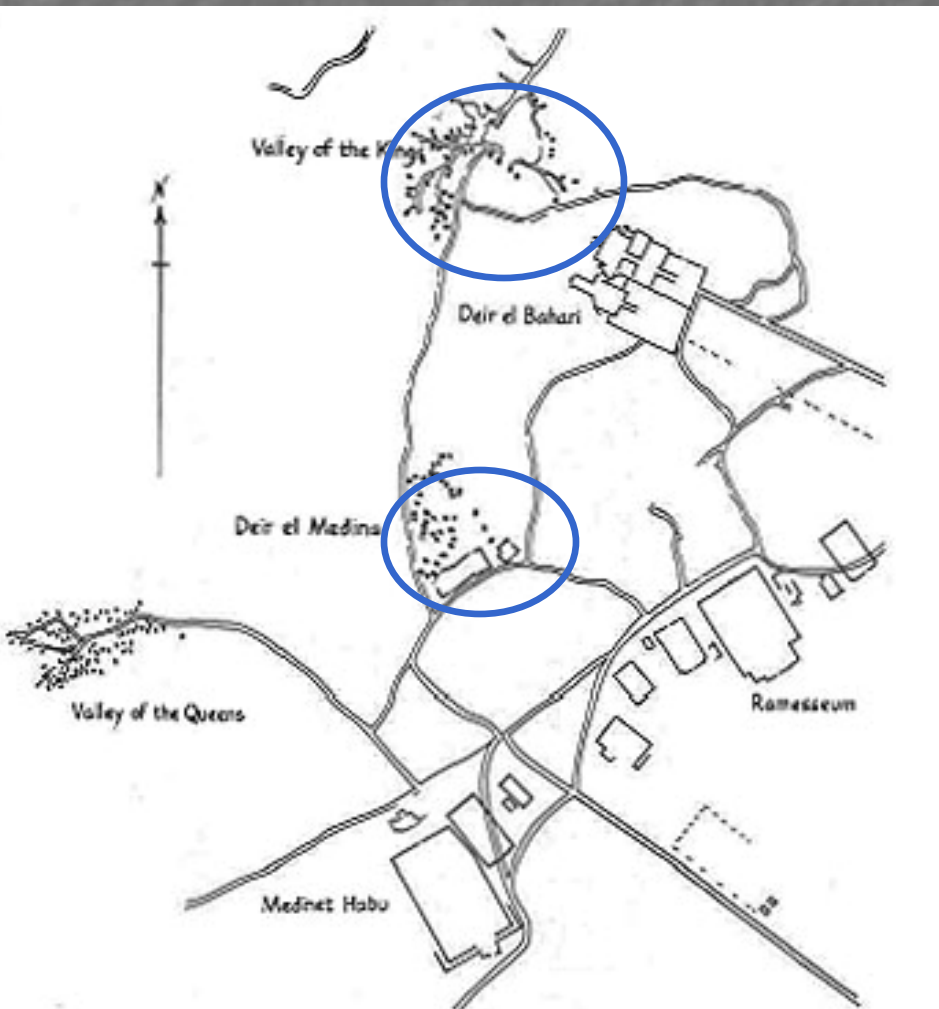 Valley of the Kings
N
Deir el Bahari
Deir el Medina
Valley of the Queens
Ramesseum
Medinet Habu